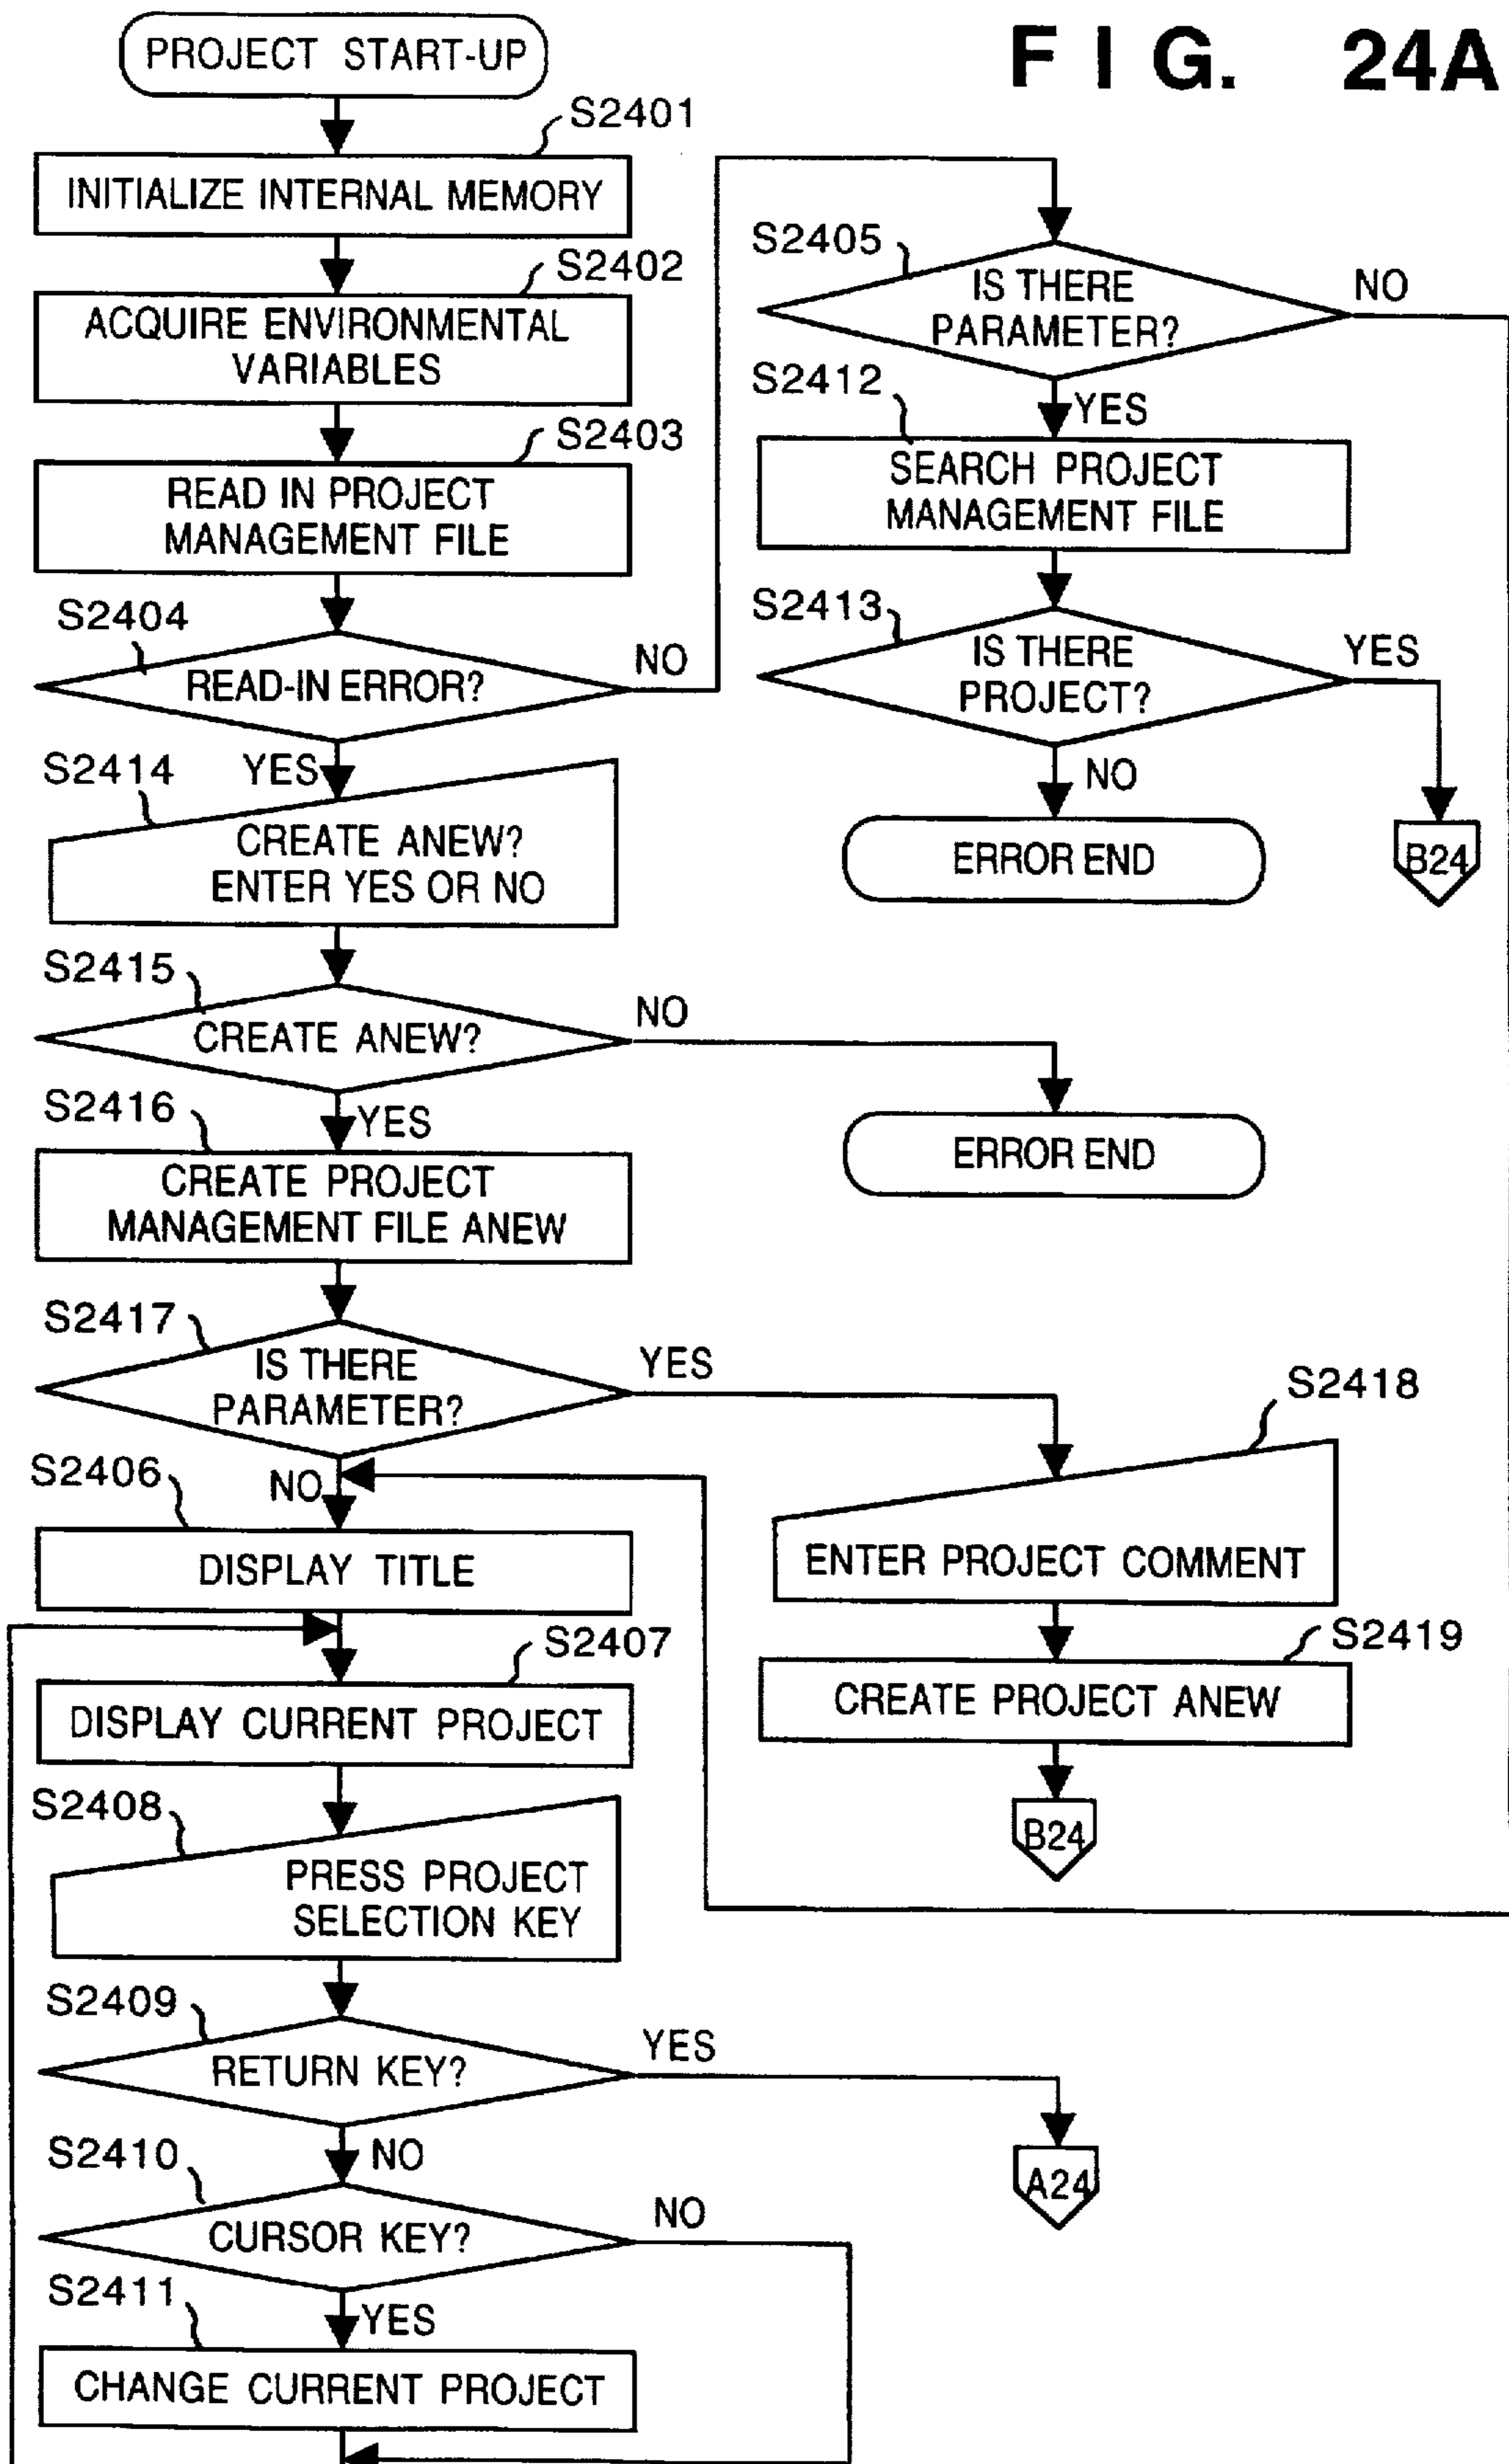 FIG. 24A
PROJECT START-UP
S2401
INITIALIZE INTERNAL MEMORY
S2402
ACQUIRE ENVIRONMENTAL
VARIABLES
S2403
READ IN PROJECT
MANAGEMENT FILE
S2404
READ-IN ERROR?
NO
YES
S2405
IS THERE
PARAMETER?
NO
YES
S2412
SEARCH PROJECT
MANAGEMENT FILE
S2413
IS THERE
PROJECT?
YES
B24
NO
ERROR END
S2414
CREATE ANEW?
ENTER YES OR NO
S2415
CREATE ANEW?
NO
ERROR END
YES
S2416
CREATE PROJECT
MANAGEMENT FILE ANEW
S2417
IS THERE
PARAMETER?
YES
NO
S2418
ENTER PROJECT COMMENT
S2419
CREATE PROJECT ANEW
B24
S2406
DISPLAY TITLE
S2407
DISPLAY CURRENT PROJECT
S2408
PRESS PROJECT
SELECTION KEY
S2409
RETURN KEY?
YES
A24
NO
S2410
CURSOR KEY?
NO
YES
S2411
CHANGE CURRENT PROJECT